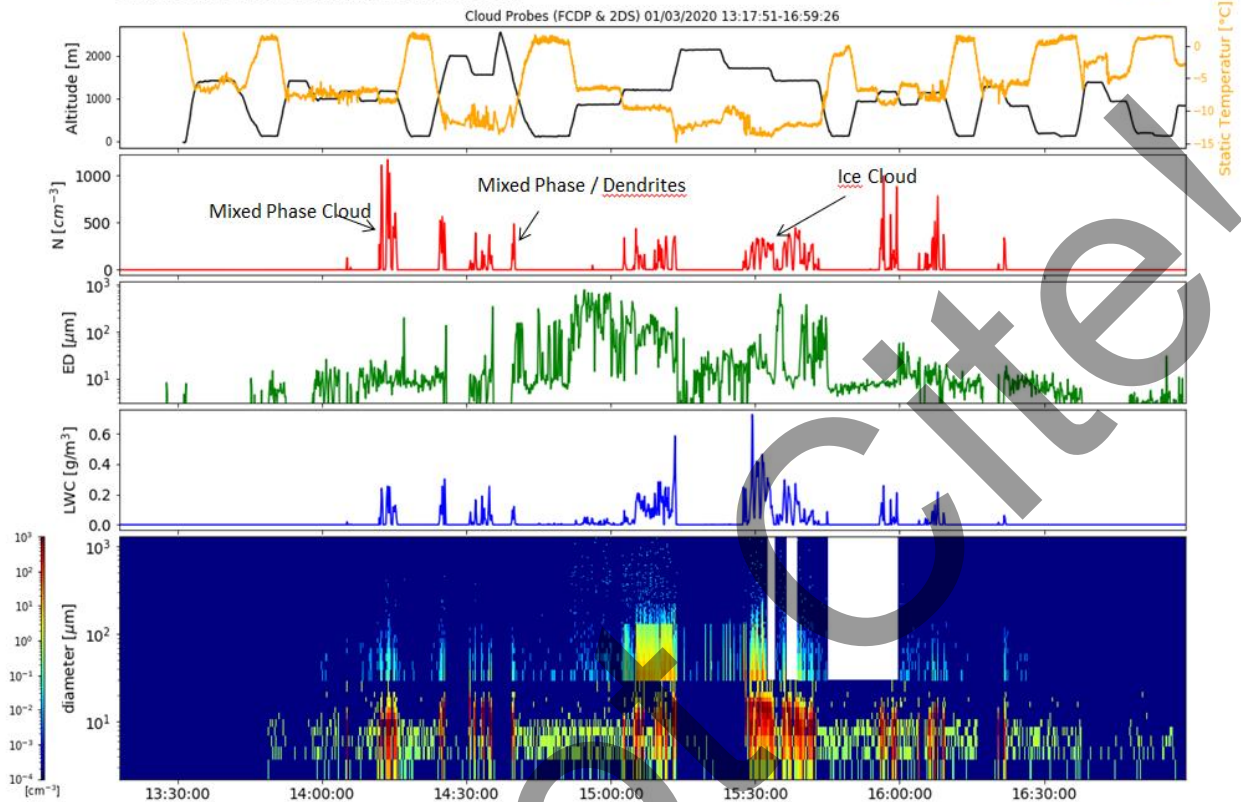 Cloud Probes (FCDP & 2DS) 01/03/2020 13:17:51-16:59:26
Altitude [m]
2000
1000
0
0
−5
−10
−15
Static Temperatur [°C]
N [cm⁻³]
1000
500
0
Mixed Phase Cloud
Mixed Phase / Dendrites
Ice Cloud
ED [μm]
10³
10²
10¹
LWC [g/m³]
0.6
0.4
0.2
0.0
10³
10²
10¹
10⁰
10⁻¹
10⁻²
10⁻³
10⁻⁴
[cm⁻³]
diameter [μm]
10³
10²
10¹
13:30:00 14:00:00 14:30:00 15:00:00 15:30:00 16:00:00 16:30:00
Cite!